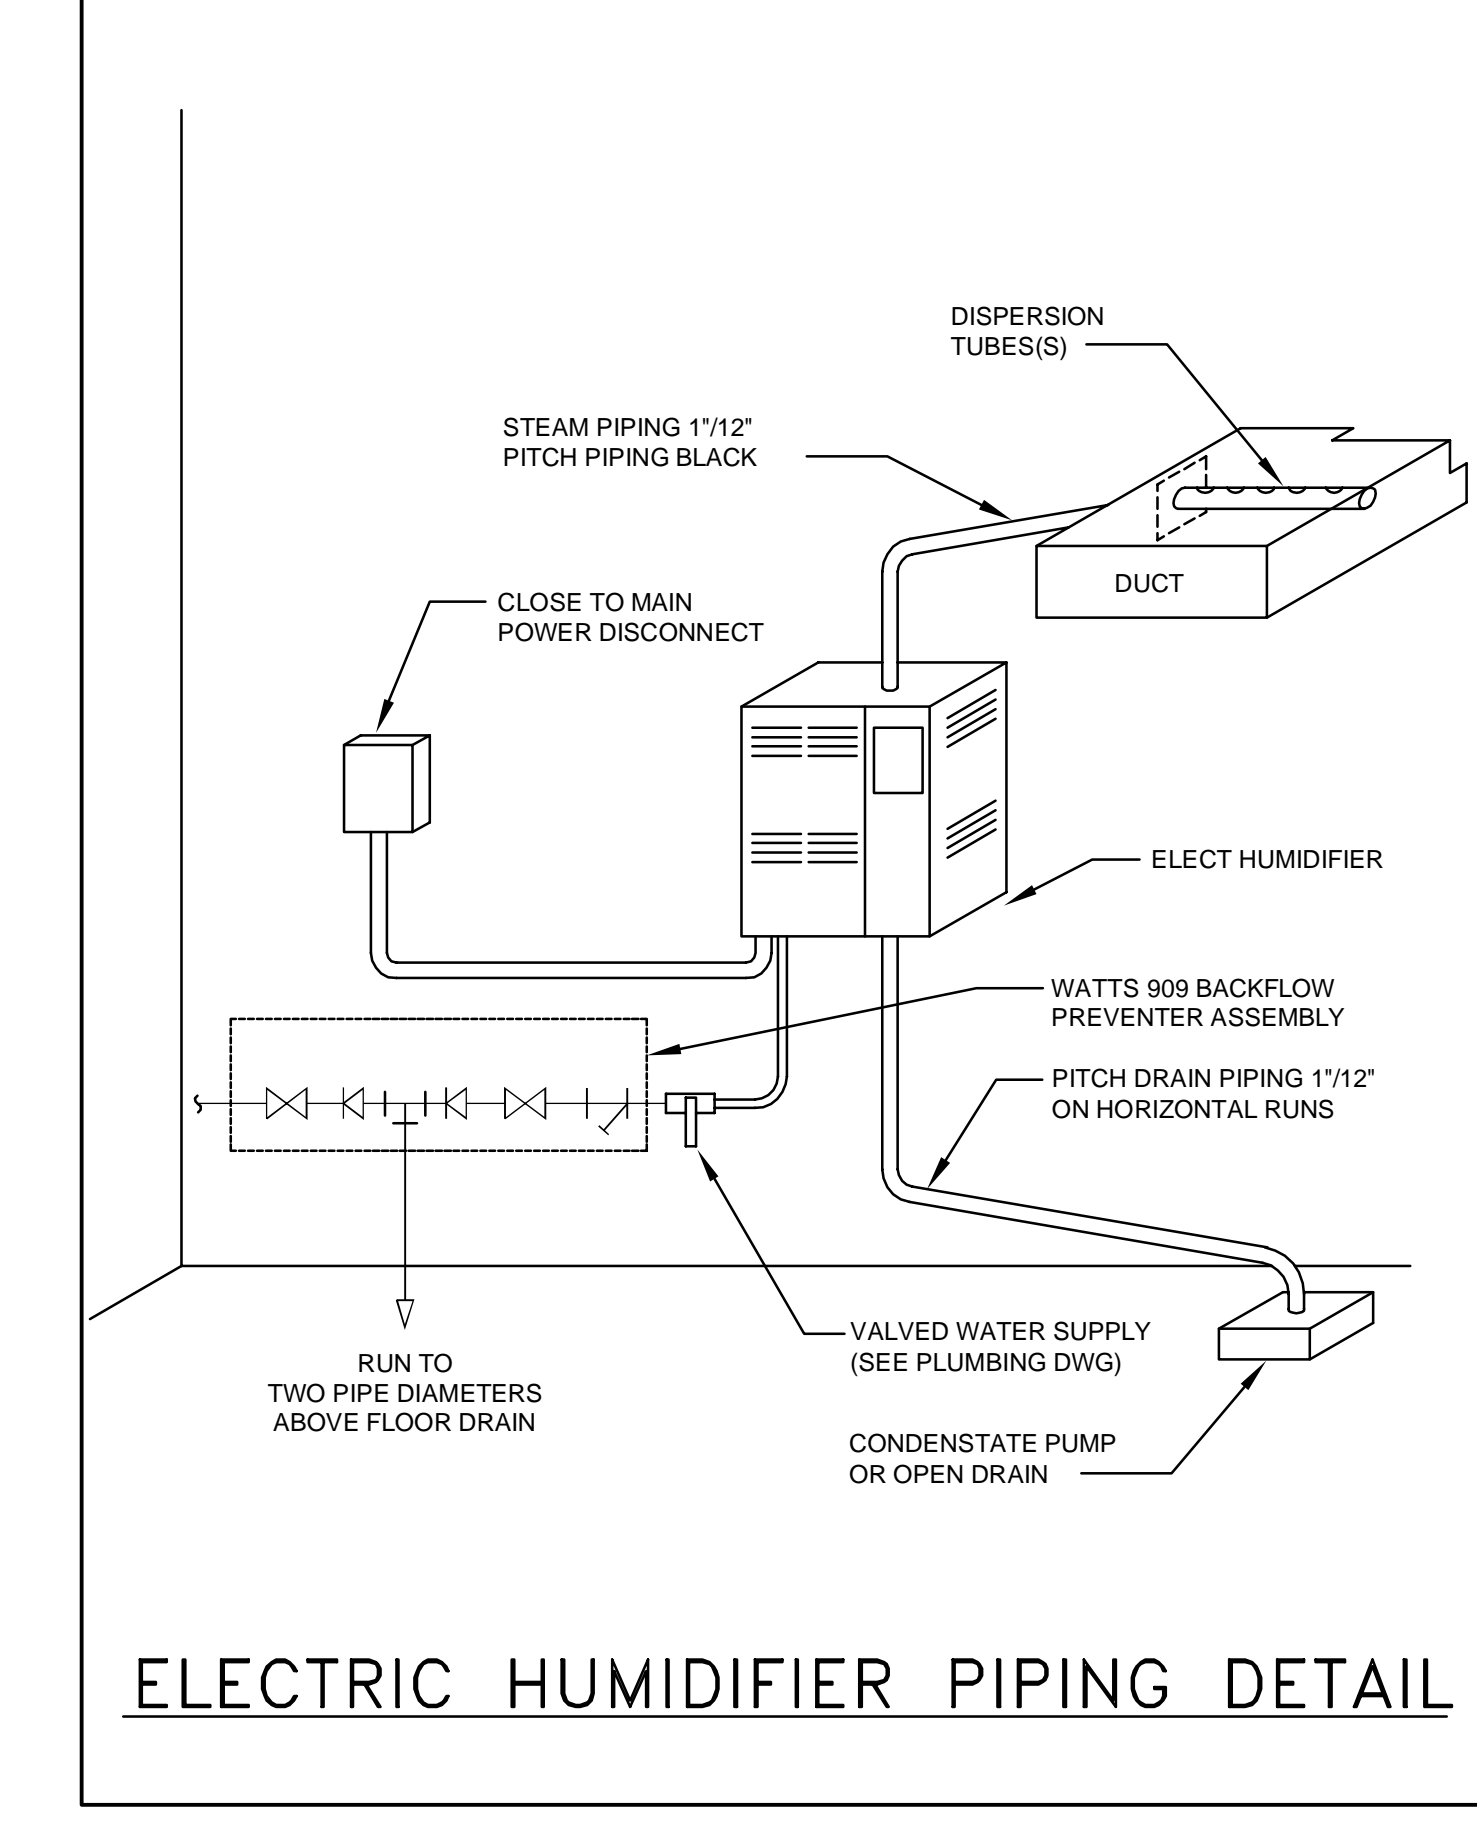 DISPERSION
TUBES(S)
STEAM PIPING 1"/12"
PITCH PIPING BLACK
DUCT
CLOSE TO MAIN
POWER DISCONNECT
ELECT HUMIDIFIER
WATTS 909 BACKFLOW
PREVENTER ASSEMBLY
PITCH DRAIN PIPING 1"/12"
ON HORIZONTAL RUNS
VALVED WATER SUPPLY
(SEE PLUMBING DWG)
RUN TO
TWO PIPE DIAMETERS
ABOVE FLOOR DRAIN
CONDENSTATE PUMP
OR OPEN DRAIN
ELECTRIC HUMIDIFIER PIPING DETAIL